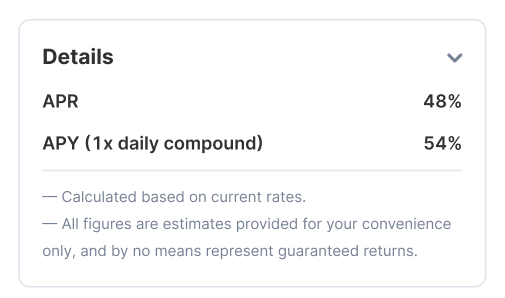 Details
APR 48%
APY (1x daily compound) 54%
— Calculated based on current rates.
— All figures are estimates provided for your convenience
only, and by no means represent guaranteed returns.